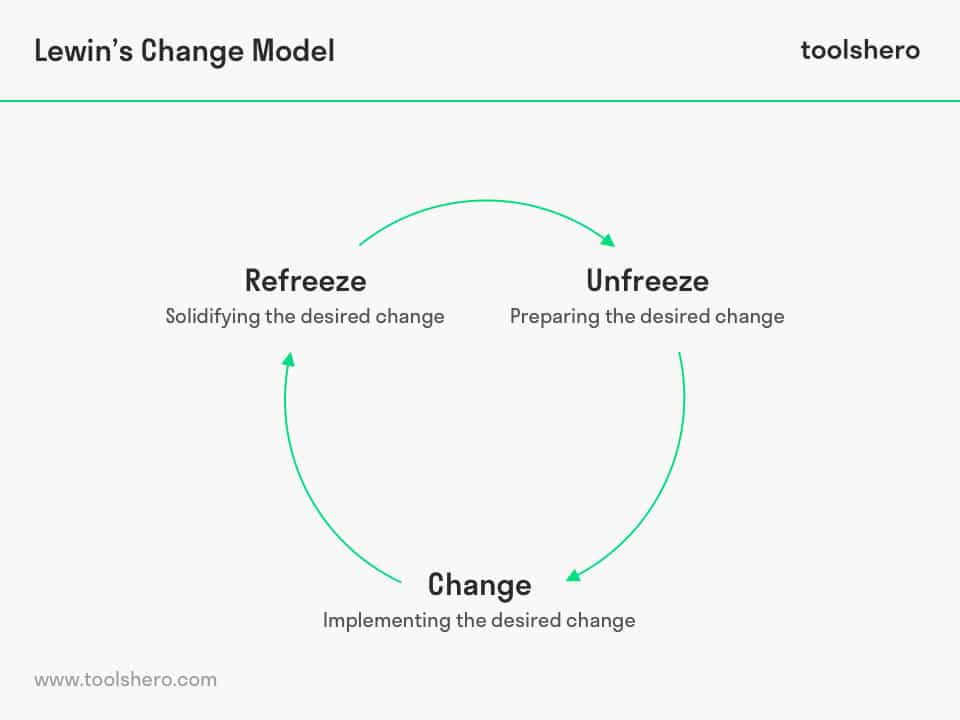 Lewin’s Change Model
toolshero
Refreeze
Solidifying the desired change
Unfreeze
Preparing the desired change
Change
Implementing the desired change
www.toolshero.com